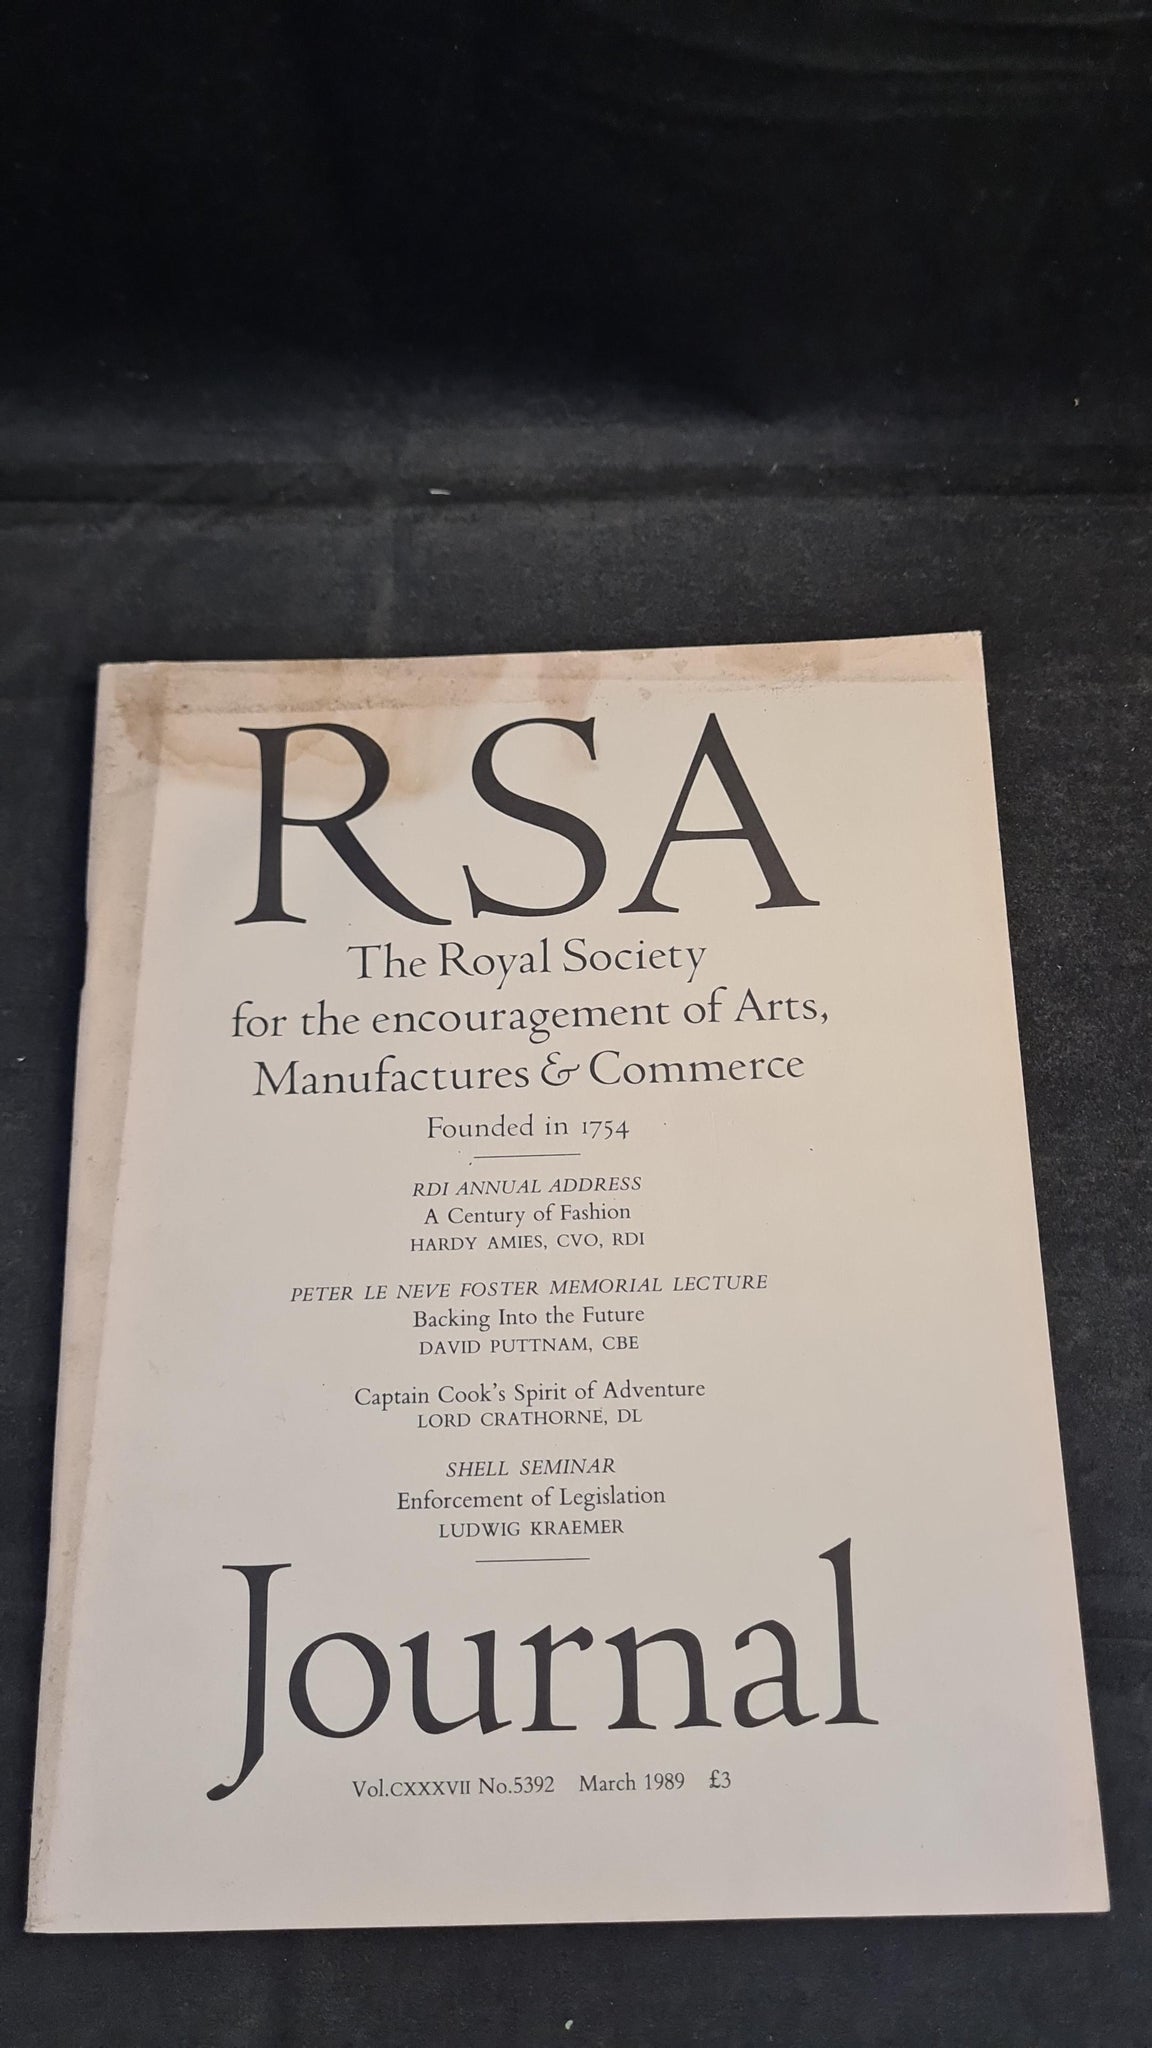 RSA
The Royal Society
for the encouragement of Arts,
Manufactures & Commerce
Founded in 1754
RDI ANNUAL ADDRESS
A Century of Fashion
HARDY AMIES, CVO, RDI
PETER LE NEVE FOSTER MEMORIAL LECTURE
Backing Into the Future
DAVID PUTTNAM, CBE
Captain Cook's Spirit of Adventure
LORD CRATHORNE, DL
SHELL SEMINAR
Enforcement of Legislation
LUDWIG KRAEMER
Journal
Vol.CXXXVII No.5392 March 1989 £3